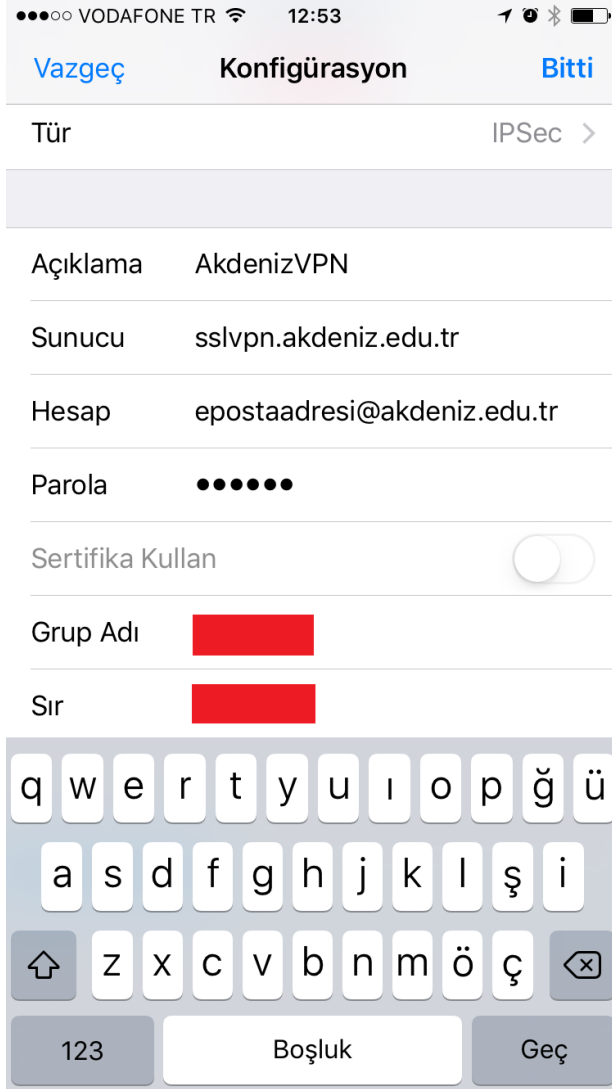 VODAFONE TR 12:53
Vazgeç Konfigürasyon Bitti
Tür IPSec
Açıklama AkdenizVPN
Sunucu sslvpn.akdeniz.edu.tr
Hesap epostaadresi@akdeniz.edu.tr
Parola ••••••
Sertifika Kullan
Grup Adı
Sır
q w e r t y u ı o p ğ ü
a s d f g h j k l ş i
z x c v b n m ö ç
123 Boşluk Geç